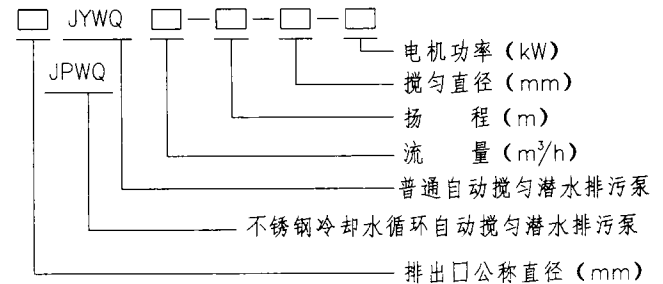 □ JYWQ □-□-□-□
JPWQ
电机功率(kW)
搅匀直径(mm)
扬 程(m)
流 量(m³/h)
普通自动搅匀潜水排污泵
不锈钢冷却水循环自动搅匀潜水排污泵
排出口公称直径(mm)